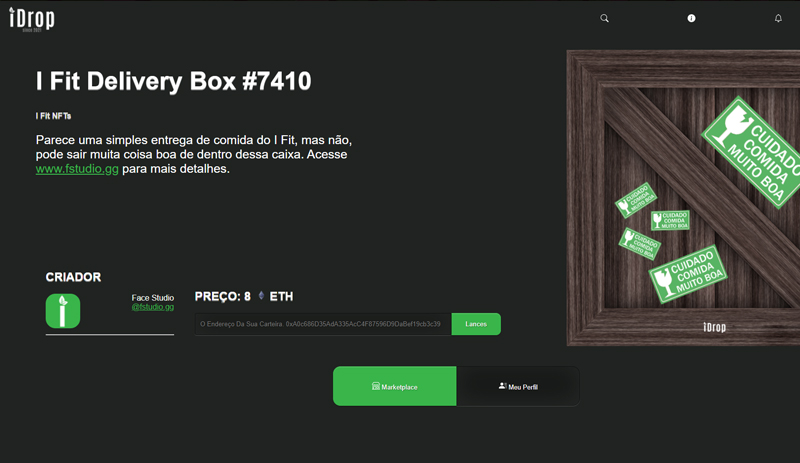 iDrop
since 2021
I Fit Delivery Box #7410
I Fit NFTs
Parece uma simples entrega de comida do I Fit, mas não,
pode sair muita coisa boa de dentro dessa caixa. Acesse
www.fstudio.gg para mais detalhes.
CUIDADO
COMIDA
MUITO BOA
CUIDADO
COMIDA
MUITO BOA
CUIDADO
COMIDA
MUITO BOA
CUIDADO
COMIDA
MUITO BOA
CUIDADO
COMIDA
MUITO BOA
iDrop
CRIADOR
Face Studio
@fstudio.gg
PREÇO: 8 ETH
O Endereço Da Sua Carteira.
Lances
Marketplace
Meu Perfil